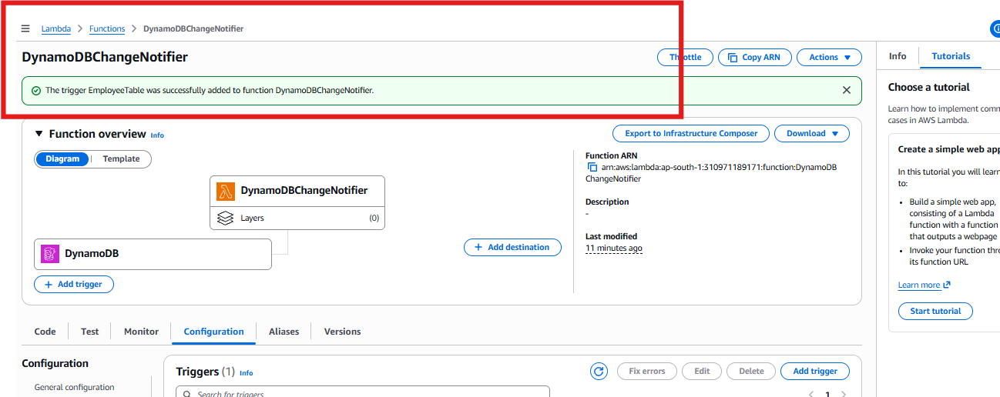 Lambda > Functions > DynamoDBChangeNotifier
DynamoDBChangeNotifier
Throttle
Copy ARN
Actions
Info
Tutorials
The trigger EmployeeTable was successfully added to function DynamoDBChangeNotifier.
Choose a tutorial
Learn how to implement comm
cases in AWS Lambda.
Function overview Info
Export to Infrastructure Composer
Download
Diagram
Template
DynamoDBChangeNotifier
Layers (0)
DynamoDB
+ Add trigger
+ Add destination
Function ARN
arn:aws:lambda:ap-south-1:310971189171:function:DynamoDB
ChangeNotifier
Description
-
Last modified
11 minutes ago
Create a simple web app
In this tutorial you will learn
to:
• Build a simple web app,
consisting of a Lambda
function with a function
that outputs a webpage
• Invoke your function thro
its function URL
Learn more
Start tutorial
Code
Test
Monitor
Configuration
Aliases
Versions
Configuration
General configuration
Triggers (1) Info
Fix errors
Edit
Delete
Add trigger
Search for triggers
< 1 >